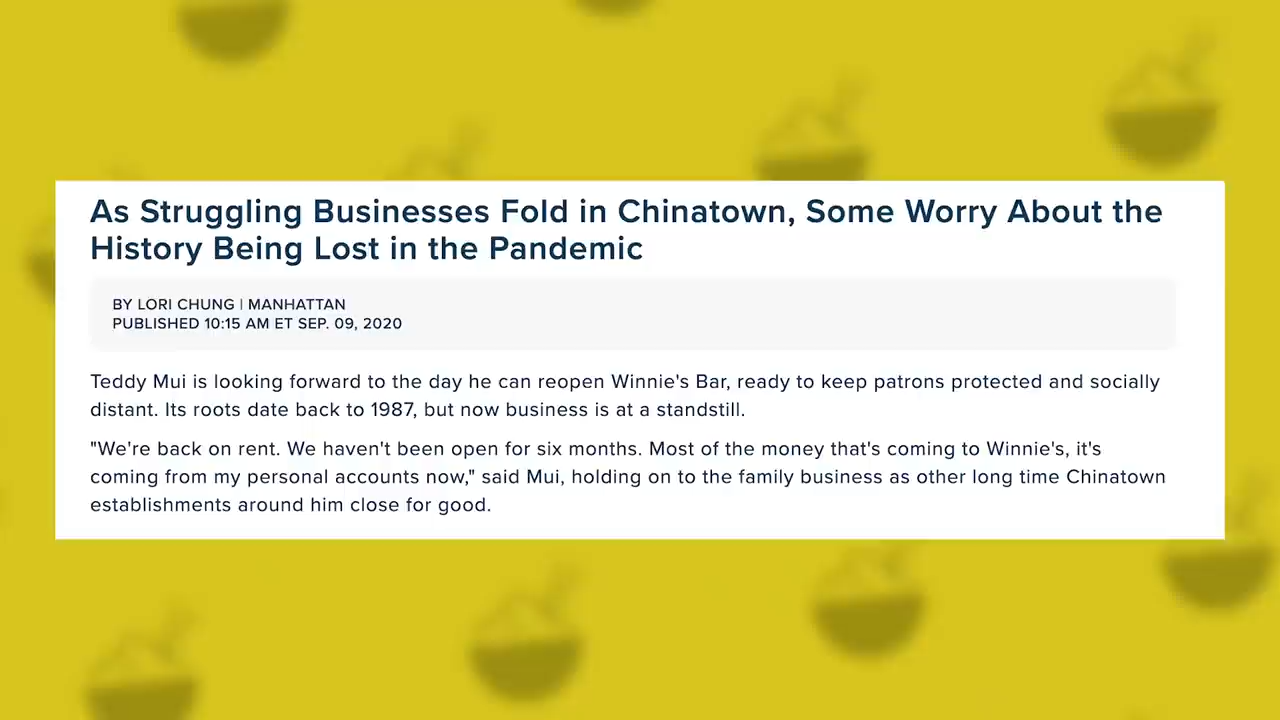 As Struggling Businesses Fold in Chinatown, Some Worry About the
History Being Lost in the Pandemic
BY LORI CHUNG | MANHATTAN
PUBLISHED 10:15 AM ET SEP. 09, 2020
Teddy Mui is looking forward to the day he can reopen Winnie's Bar, ready to keep patrons protected and socially
distant. Its roots date back to 1987, but now business is at a standstill.
"We're back on rent. We haven't been open for six months. Most of the money that's coming to Winnie's, it's
coming from my personal accounts now," said Mui, holding on to the family business as other long time Chinatown
establishments around him close for good.